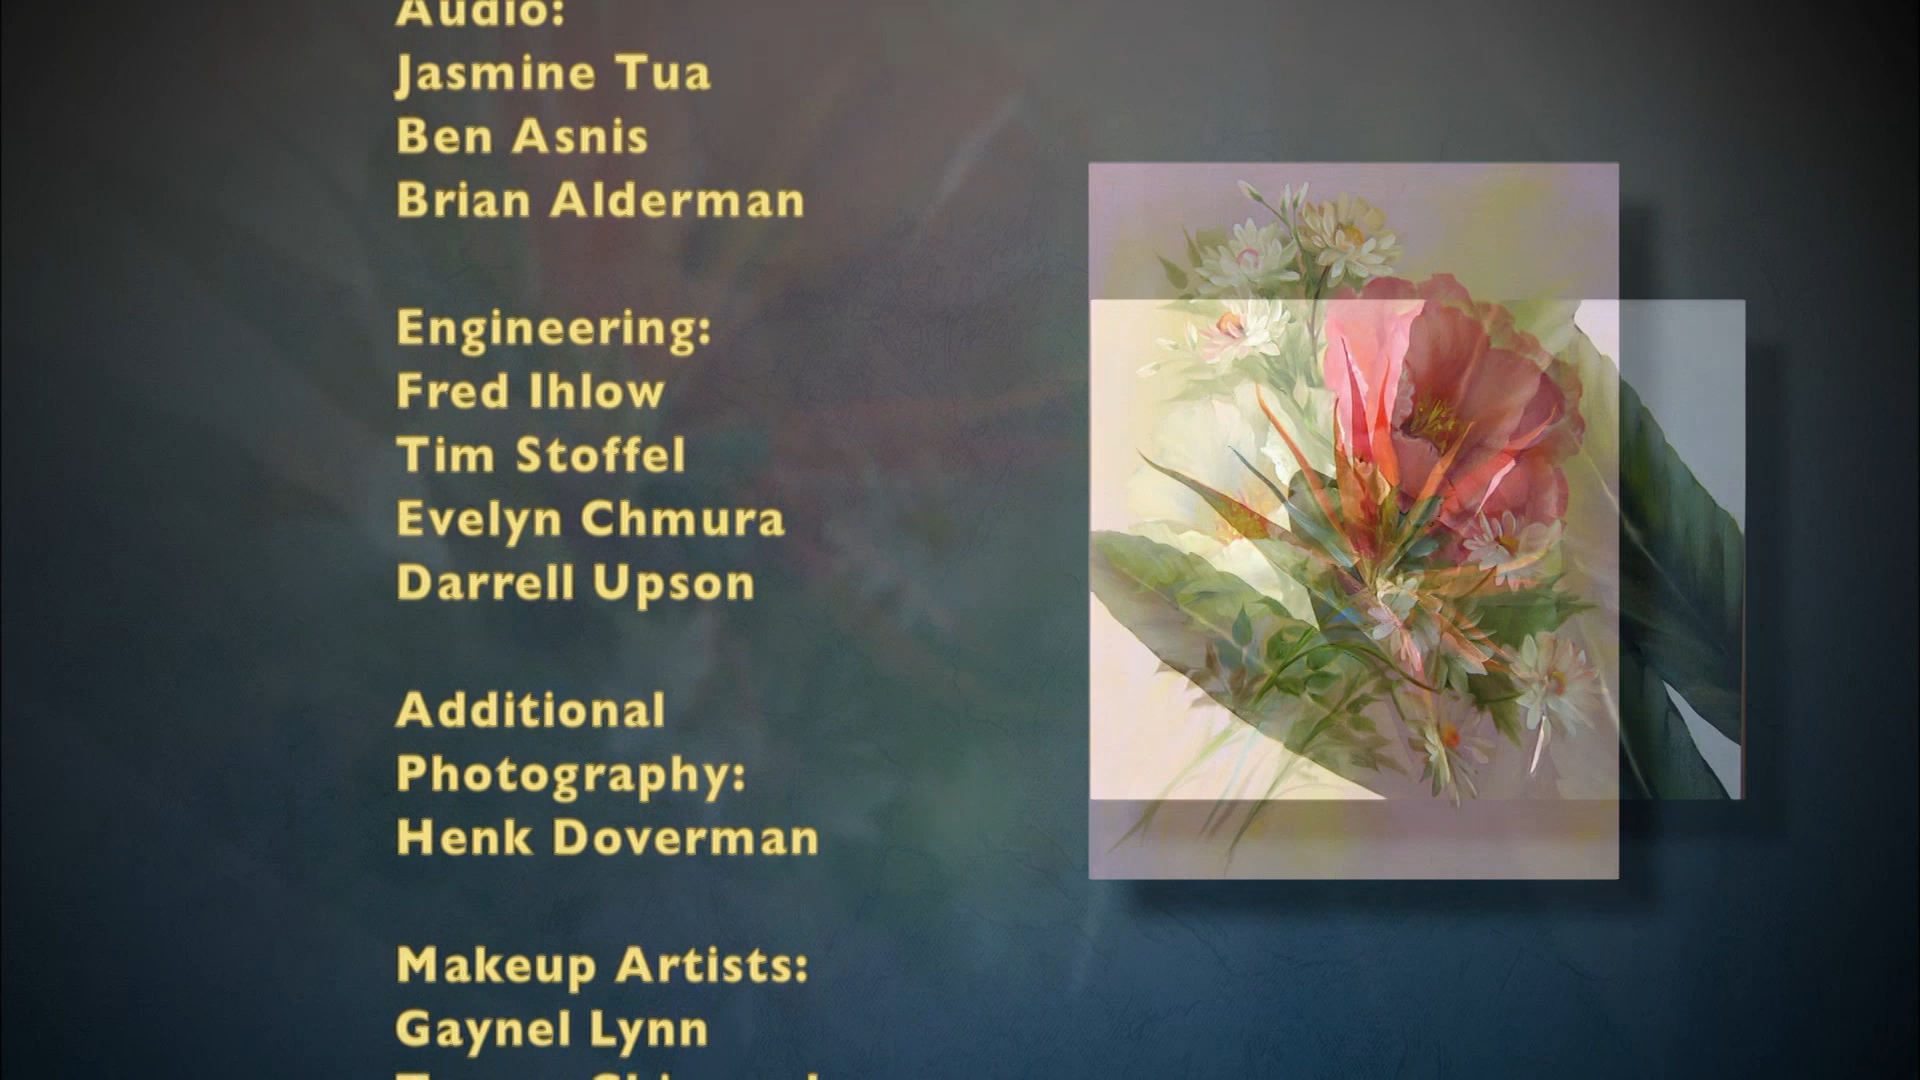 Audio:
Jasmine Tua
Ben Asnis
Brian Alderman
Engineering:
Fred Ihlow
Tim Stoffel
Evelyn Chmura
Darrell Upson
Additional
Photography:
Henk Doverman
Makeup Artists:
Gaynel Lynn